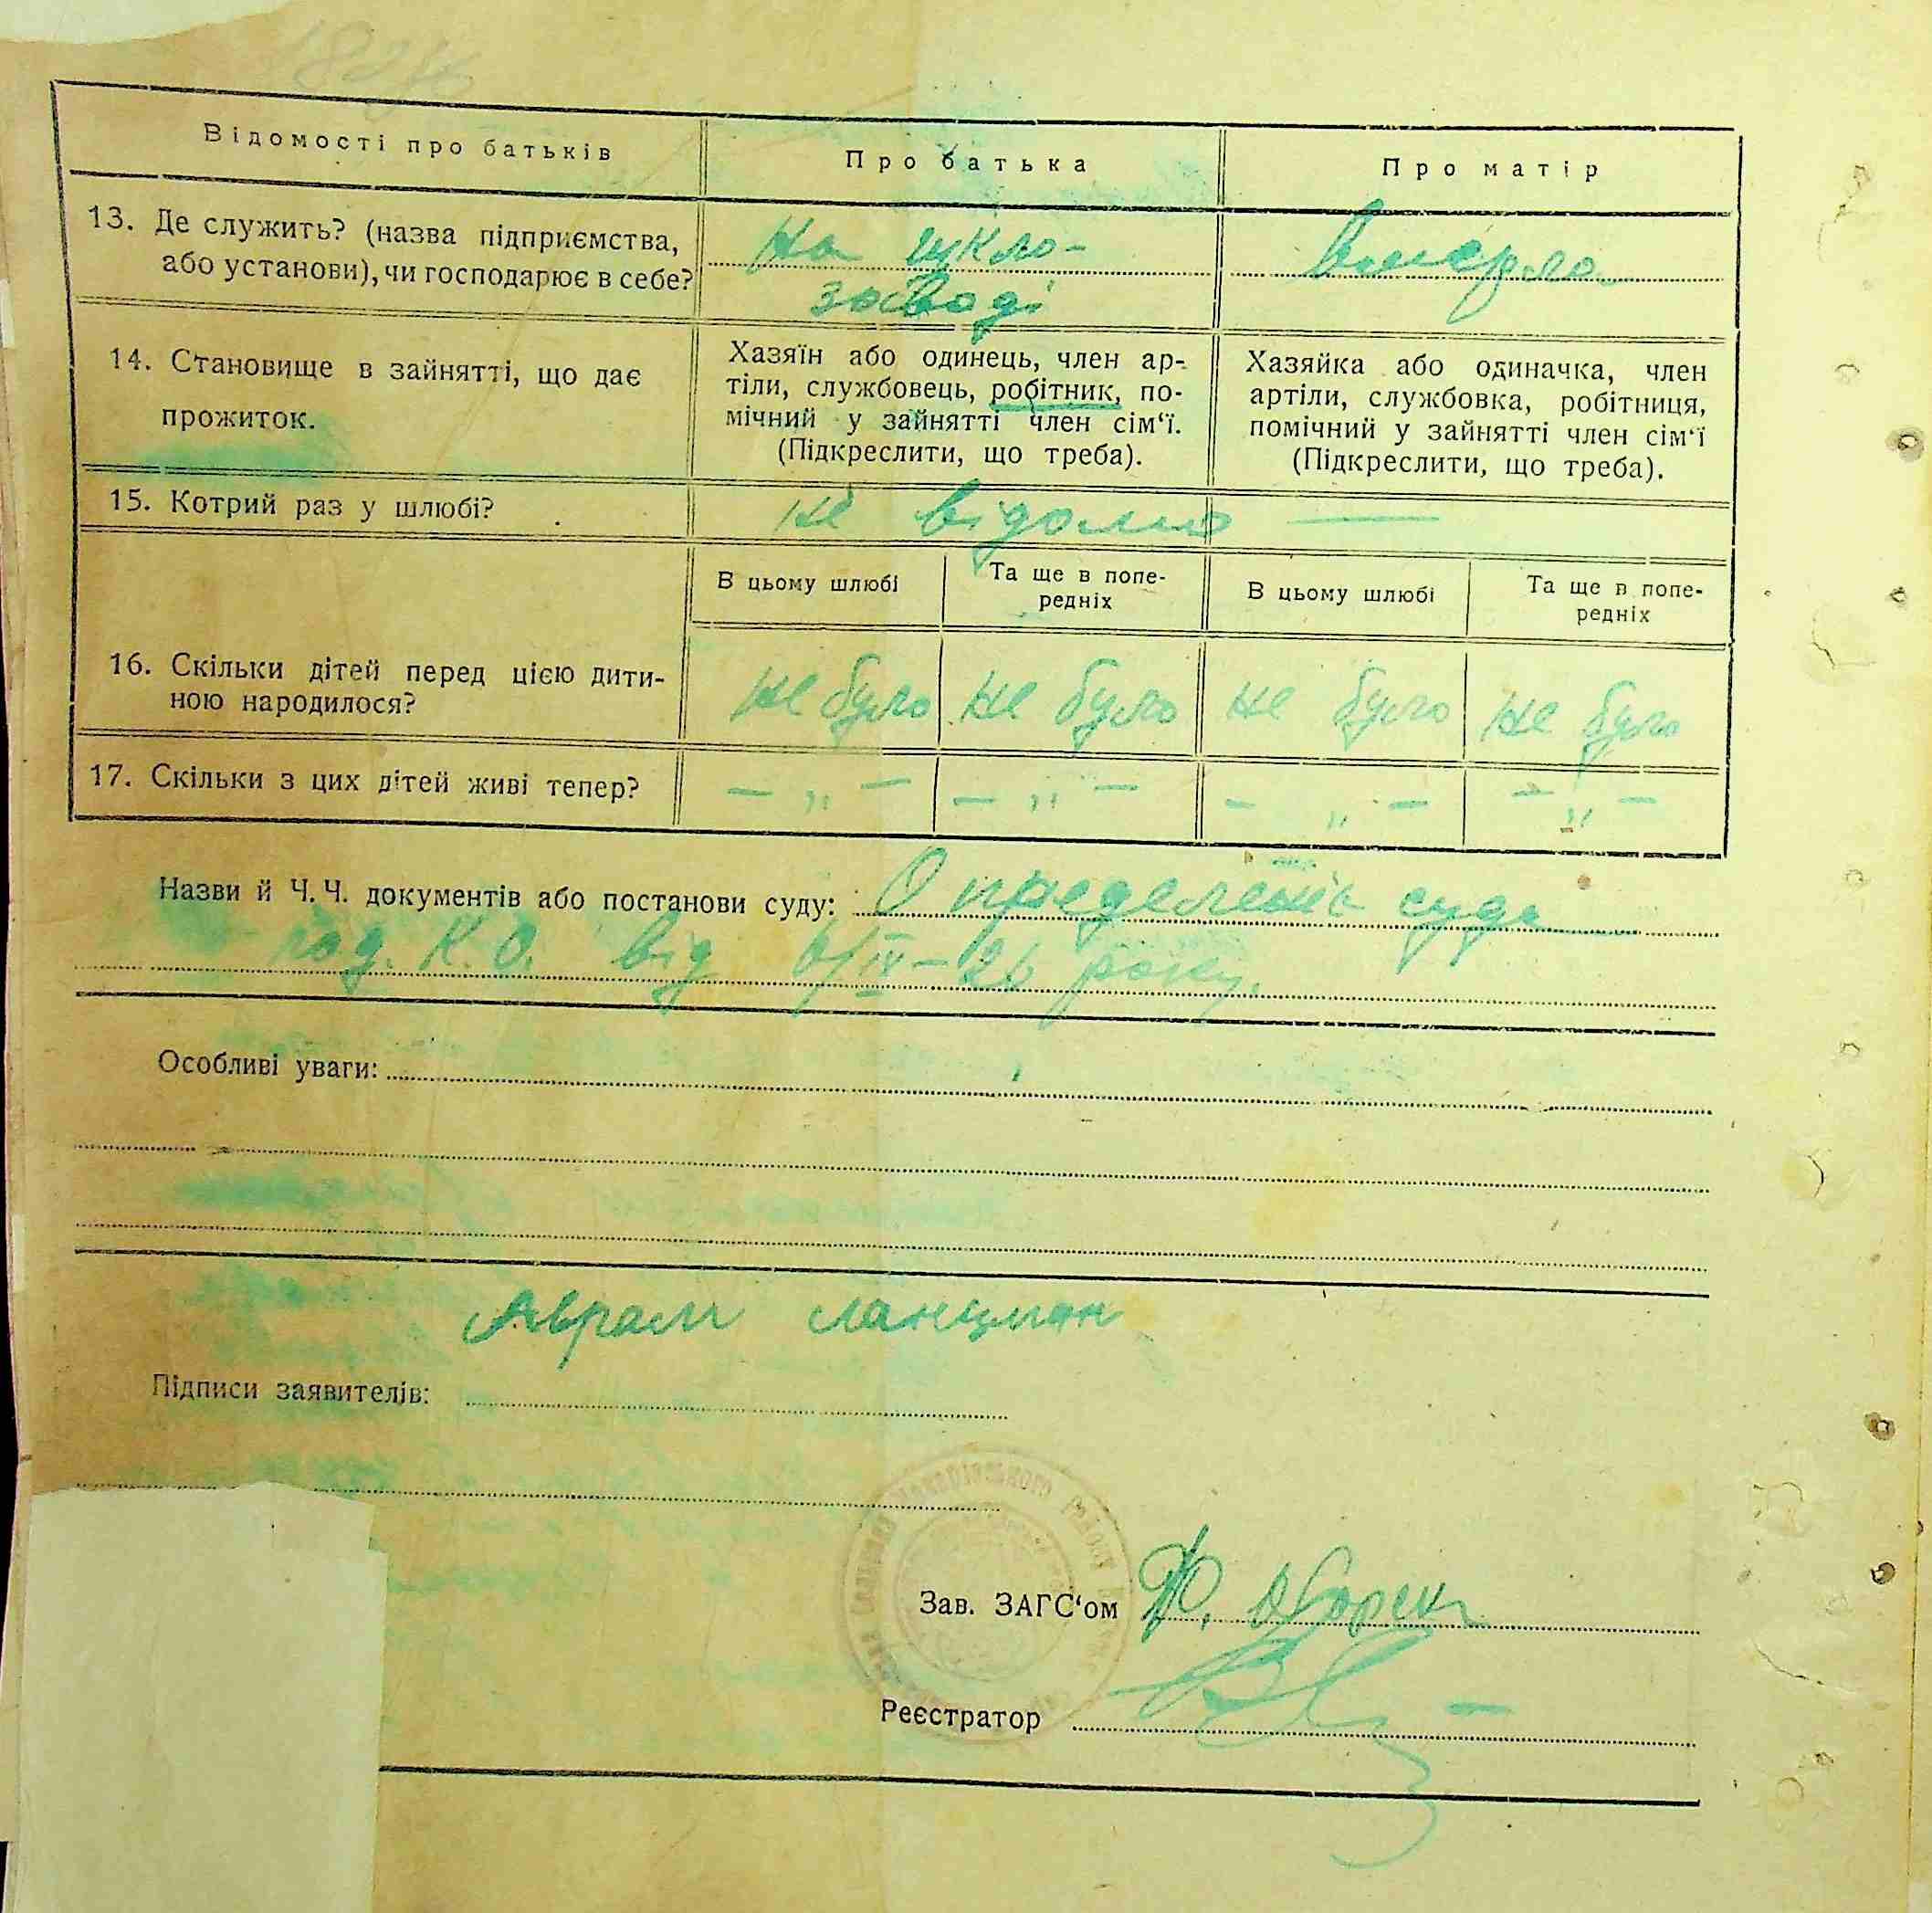 Відомості про батьків
Про батька
Про матір
13. Де служить? (назва підприємства,
або установи), чи господарює в себе?
На шкло-
заводі
Вмерла
14. Становище в зайнятті, що дає
прожиток.
Хазяїн або одинець, член ар-
тіли, службовець, робітник, по-
мічний у зайнятті член сім‘ї.
(Підкреслити, що треба).
Хазяйка або одиначка, член
артіли, службовка, робітниця,
помічний у зайнятті член сім‘ї
(Підкреслити, що треба).
15. Котрий раз у шлюбі?
не відомо —
В цьому шлюбі
Та ще в попе-
редніх
В цьому шлюбі
Та ще в попе-
редніх
16. Скільки дітей перед цією дити-
ною народилося?
не було
не було
не було
не було
17. Скільки з цих дітей живі тепер?
— „ —
— „ —
— „ —
— „ —
Назви й Ч. Ч. документів або постанови суду: Определеніє суда
К. О. від 6/IX – 26 року.
Особливі уваги:
Аврам Ланцман
Підписи заявителів:
Зав. ЗАГС‘ом
Реєстратор